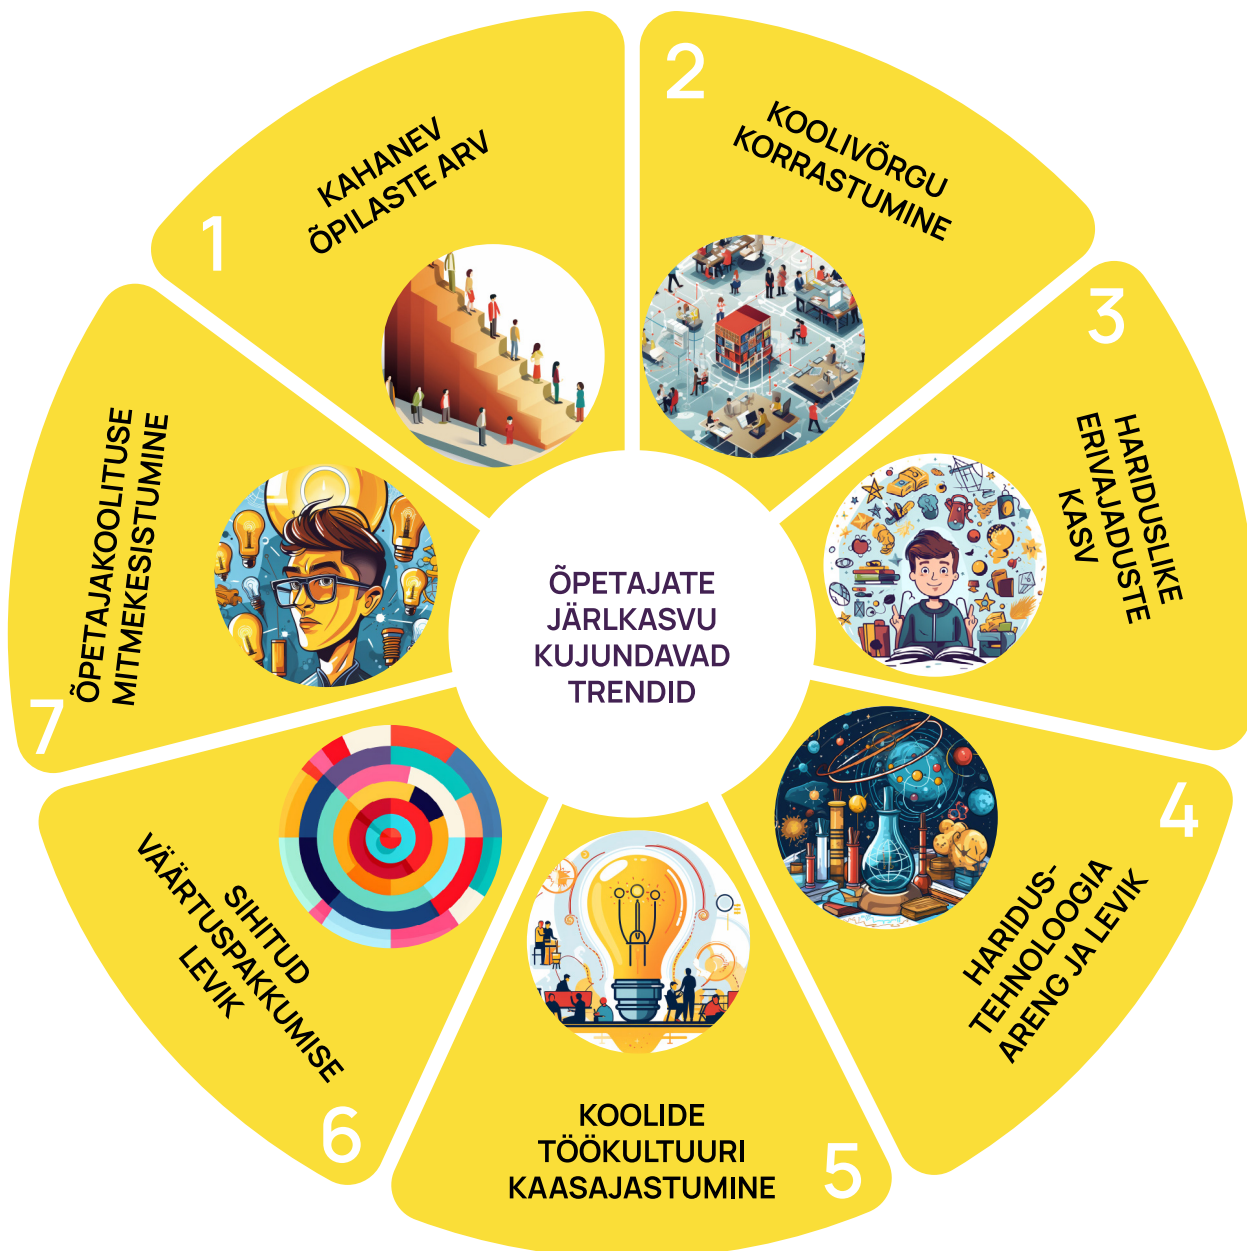 ÕPETAJATE
JÄRLKASVU
KUJUNDAVAD
TRENDID
1
KAHANEV
ÕPILASTE ARV
2
KOOLIVÕRGU
KORRASTUMINE
3
HARIDUSLIKE
ERIVAJADUSTE
KASV
4
HARIDUS-
TEHNOLOOGIA
ARENG JA LEVIK
5
KOOLIDE
TÖÖKULTUURI
KAASAJASTUMINE
6
SIHITUD
VÄÄRTUSPAKKUMISE
LEVIK
7
ÕPETAJAKOOLITUSE
MITMEKESISTUMINE